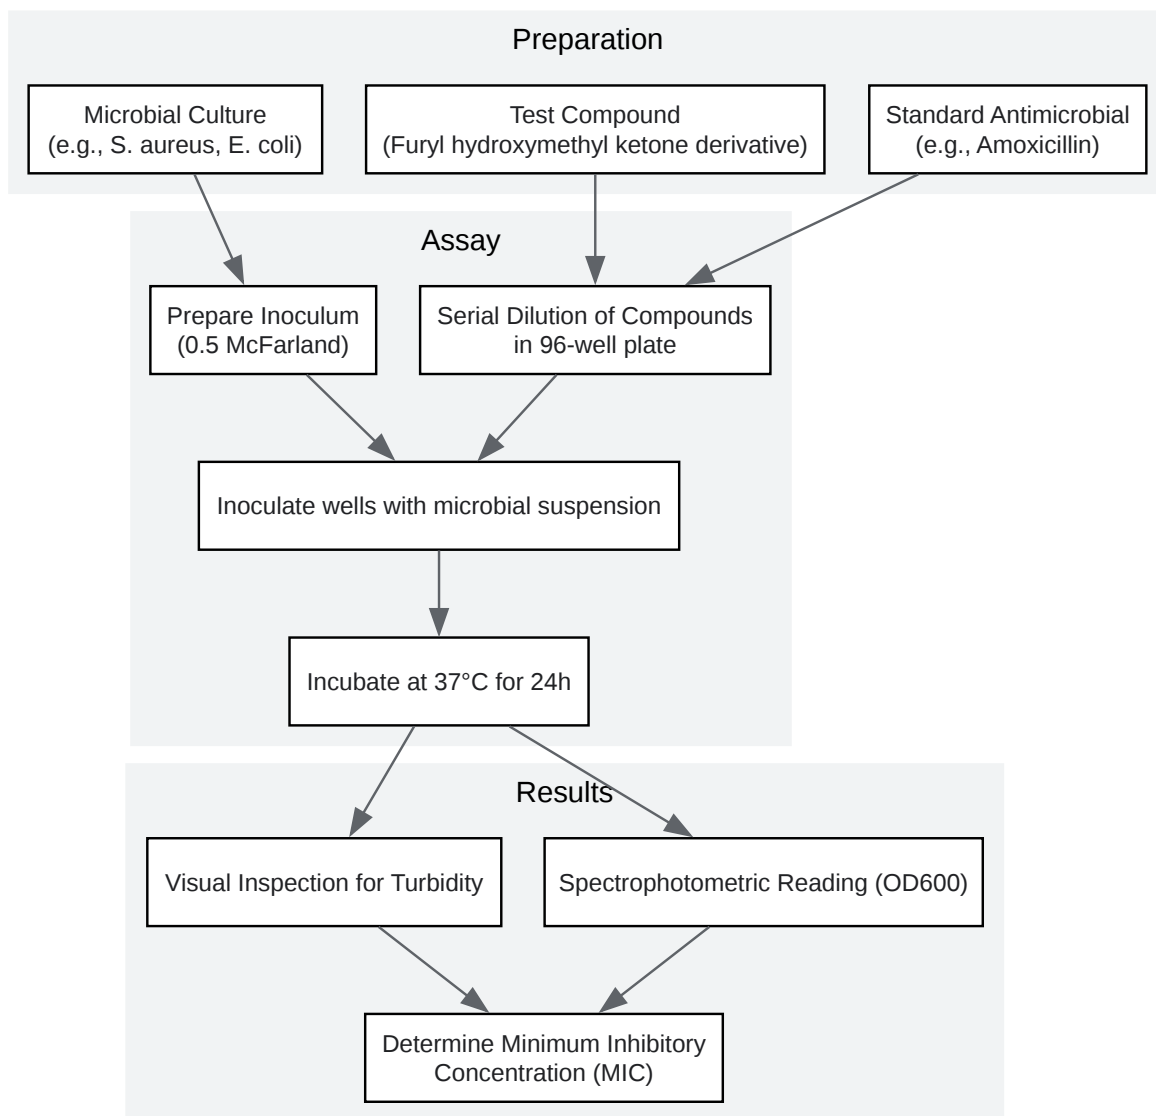 Preparation
Microbial Culture
(e.g., S. aureus, E. coli)
Test Compound
(Furyl hydroxymethyl ketone derivative)
Standard Antimicrobial
(e.g., Amoxicillin)
Assay
Prepare Inoculum
(0.5 McFarland)
Serial Dilution of Compounds
in 96-well plate
Inoculate wells with microbial suspension
Incubate at 37°C for 24h
Results
Visual Inspection for Turbidity
Spectrophotometric Reading (OD600)
Determine Minimum Inhibitory
Concentration (MIC)